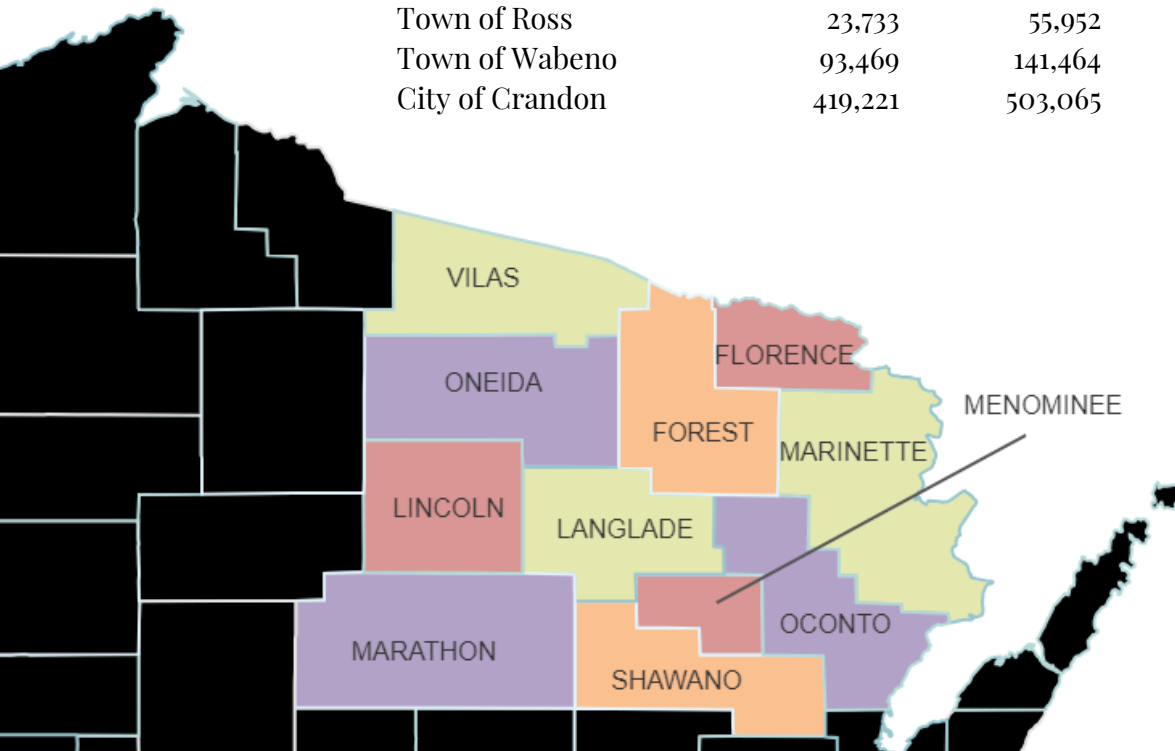 Town of Ross 23,733 55,952
Town of Wabeno 93,469 141,464
City of Crandon 419,221 503,065
VILAS
FLORENCE
ONEIDA
MENOMINEE
FOREST
MARINETTE
LINCOLN
LANGLADE
OCONTO
MARATHON
SHAWANO